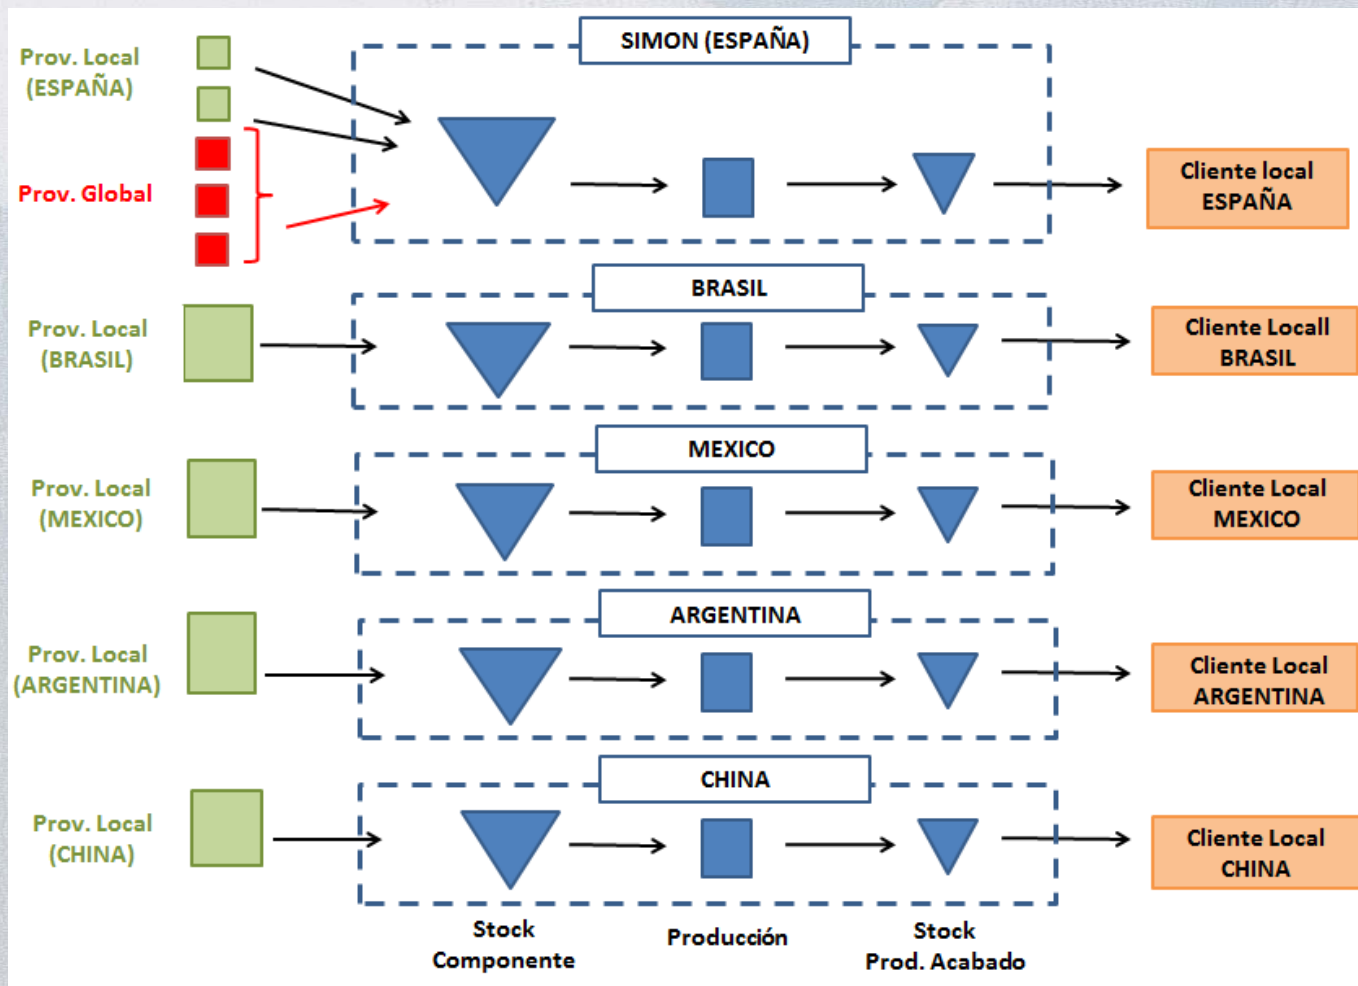 SIMON (ESPAÑA)
Prov. Local
(ESPAÑA)
Prov. Global
Cliente local
ESPAÑA
BRASIL
Prov. Local
(BRASIL)
Cliente Locall
BRASIL
MEXICO
Prov. Local
(MEXICO)
Cliente Local
MEXICO
ARGENTINA
Prov. Local
(ARGENTINA)
Cliente Local
ARGENTINA
CHINA
Prov. Local
(CHINA)
Cliente Local
CHINA
Stock
Componente
Producción
Stock
Prod. Acabado